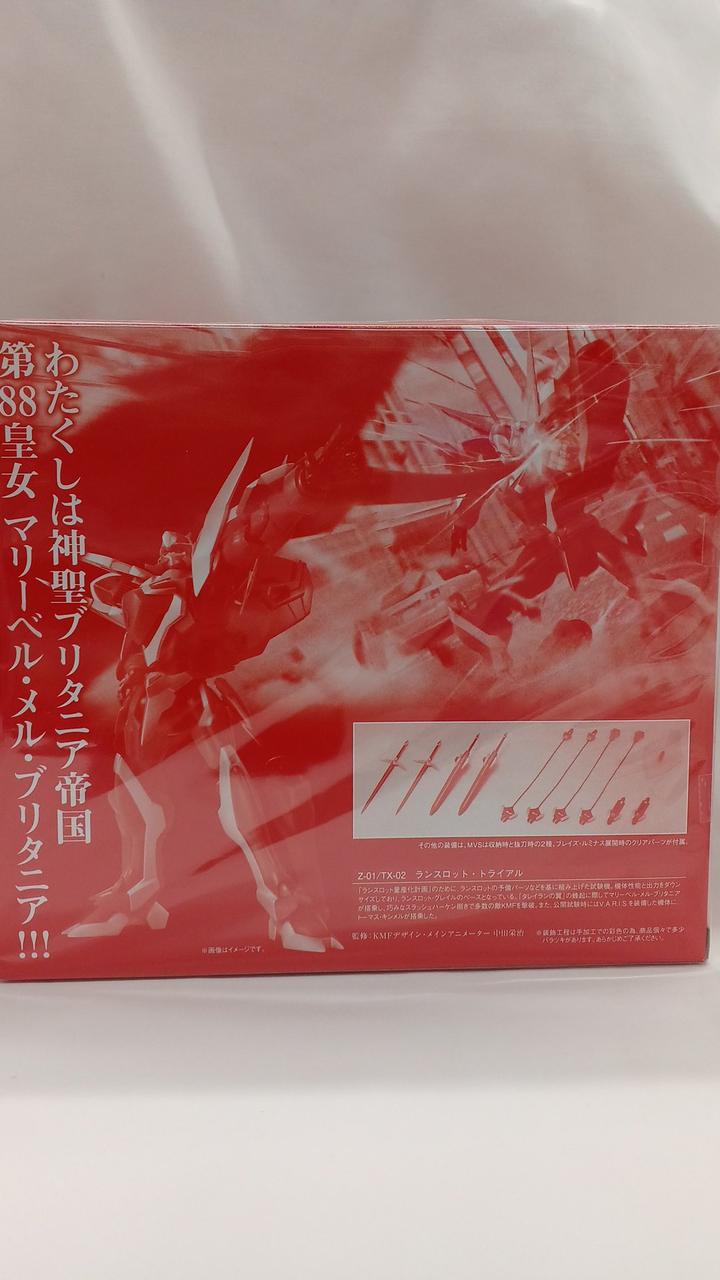 わたくしは神聖ブリタニア帝国
第88皇女 マリーベル・メル・ブリタニア!!!
その他の装備は、MVSは収納時と抜刀時の2種、ブレイズ・ルミナス展開時のクリアパーツが付属。
Z-01/TX-02 ランスロット・トライアル
「ランスロット量産化計画」のために、ランスロットの予備パーツなどを基に組み上げた試験機。機体性能と出力をダウン
サイズしており、ランスロット・グレイルのベースとなっている。「タレイランの翼」の蜂起に際してマリーベル・メル・ブリタニア
が搭乗し、巧みなスラッシュハーケン捌きで多数の敵KMFを撃破。また、公開試験時にはV.A.R.I.Sを装備した機体に
トーマス・キンメルが搭乗した。
監修:KMFデザイン・メインアニメーター 中田栄治
※装飾工程は手加工での彩色の為、商品個々で多少
バラツキがあります。あらかじめご了承ください。
※画像はイメージです。